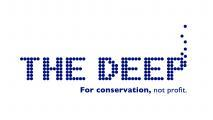 THE DEEP
For conservation, not profit.